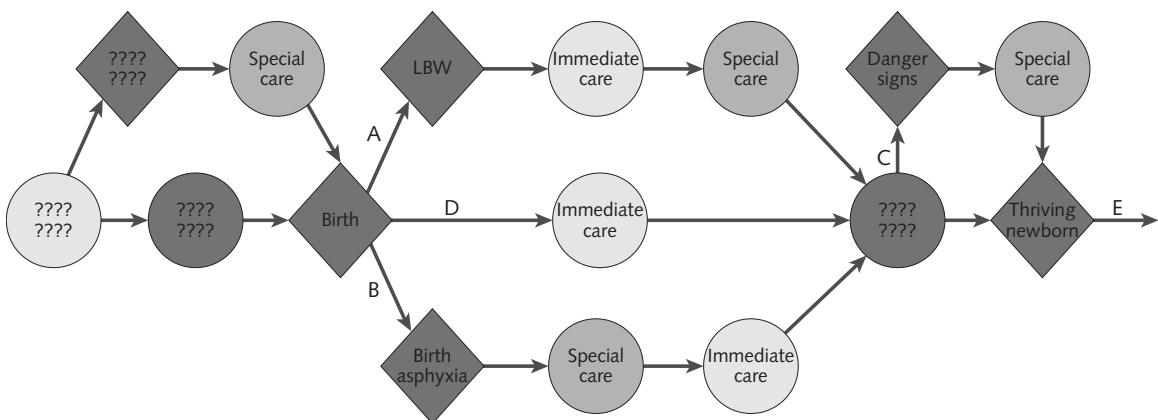 ????
????
Special
care
LBW
Immediate
care
Special
care
Danger
signs
Special
care
A
C
????
????
????
????
Birth
D
Immediate
care
????
????
Thriving
newborn
E
B
Birth
asphyxia
Special
care
Immediate
care